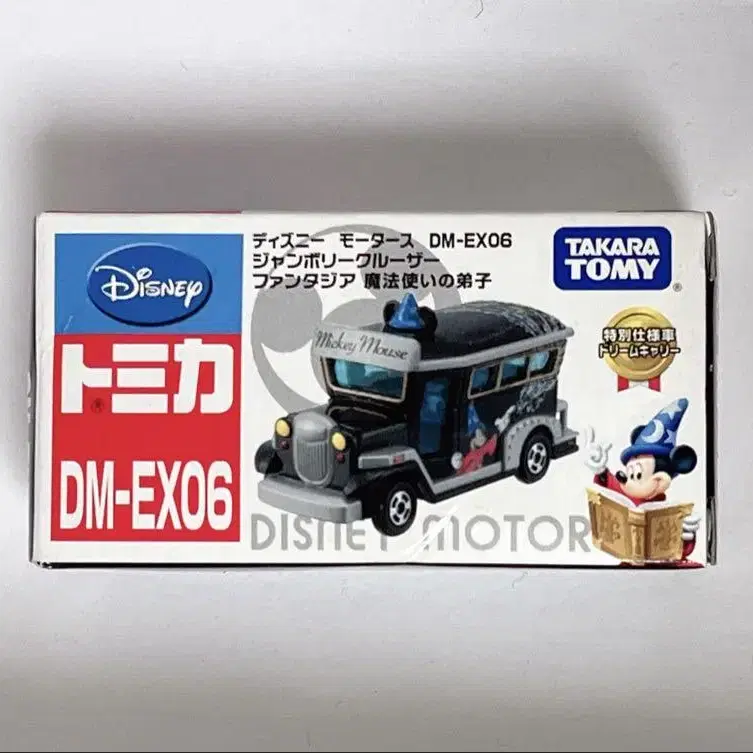 Disney
トミカ
DM-EX06
ディズニー モータース DM-EX06
ジャンボリークルーザー
ファンタジア 魔法使いの弟子
TAKARA
TOMY
特別仕様車
ドリームキャリー
Mickey Mouse
DISNEY MOTOR